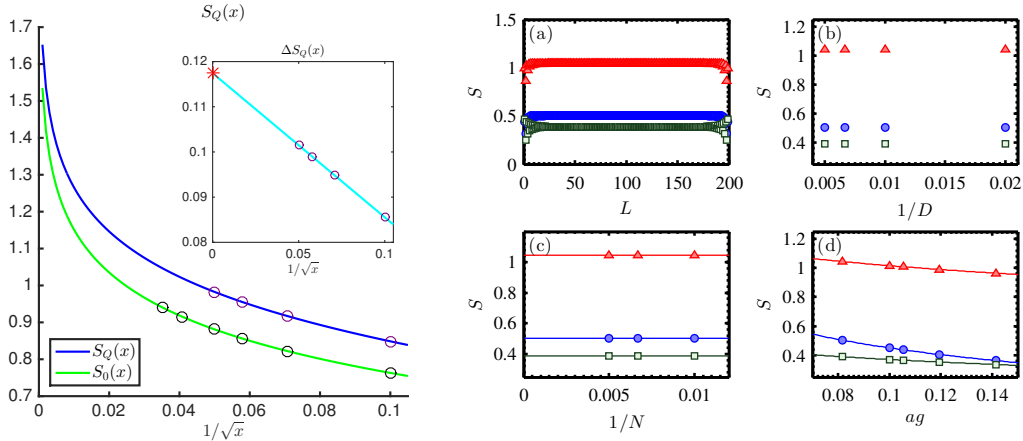 S_Q(x)
1.7
1.6
1.5
1.4
1.3
1.2
1.1
1
0.9
0.8
0.7
0 0.02 0.04 0.06 0.08 0.1
1/√x
S_Q(x)
S_0(x)
ΔS_Q(x)
0.12
0.11
0.1
0.09
0.08
0 0.05 0.1
1/√x
(a)
1.5
1
0.5
0
S
0 50 100 150 200
L
(b)
1.2
1
0.8
0.6
0.4
S
0.005 0.01 0.015 0.02
1/D
(c)
1.2
1
0.8
0.6
0.4
S
0 0.005 0.01
1/N
(d)
1.2
1
0.8
0.6
0.4
S
0.08 0.1 0.12 0.14
ag